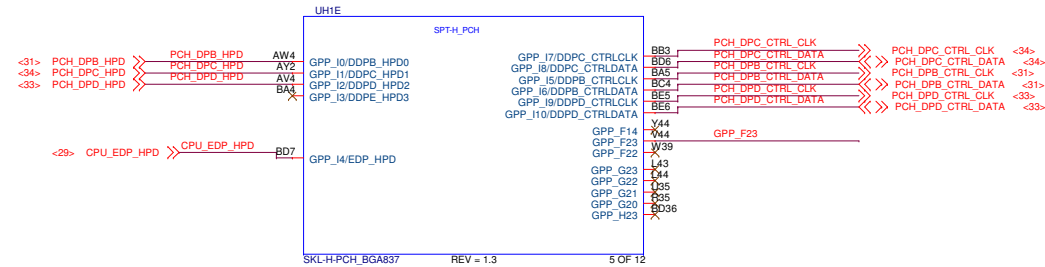 UH1E
SPT-H_PCH
<31> PCH_DPB_HPD PCH_DPB_HPD AW4 GPP_I0/DDPB_HPD0
<34> PCH_DPC_HPD PCH_DPC_HPD AY2 GPP_I1/DDPC_HPD1
<33> PCH_DPD_HPD PCH_DPD_HPD AV4 GPP_I2/DDPD_HPD2
BA4 GPP_I3/DDPE_HPD3
<29> CPU_EDP_HPD CPU_EDP_HPD BD7 GPP_I4/EDP_HPD
GPP_I7/DDPC_CTRLCLK BB3 PCH_DPC_CTRL_CLK PCH_DPC_CTRL_CLK <34>
GPP_I8/DDPC_CTRLDATA BD6 PCH_DPC_CTRL_DATA PCH_DPC_CTRL_DATA <34>
GPP_I5/DDPB_CTRLCLK BA5 PCH_DPB_CTRL_CLK PCH_DPB_CTRL_CLK <31>
GPP_I6/DDPB_CTRLDATA BC4 PCH_DPB_CTRL_DATA PCH_DPB_CTRL_DATA <31>
GPP_I9/DDPD_CTRLCLK BE5 PCH_DPD_CTRL_CLK PCH_DPD_CTRL_CLK <33>
GPP_I10/DDPD_CTRLDATA BE6 PCH_DPD_CTRL_DATA PCH_DPD_CTRL_DATA <33>
GPP_F14 Y44
GPP_F23 V44 GPP_F23
GPP_F22 W39
GPP_G23 L43
GPP_G22 L44
GPP_G21 U35
GPP_G20 R35
GPP_H23 BD36
SKL-H-PCH_BGA837 REV = 1.3 5 OF 12